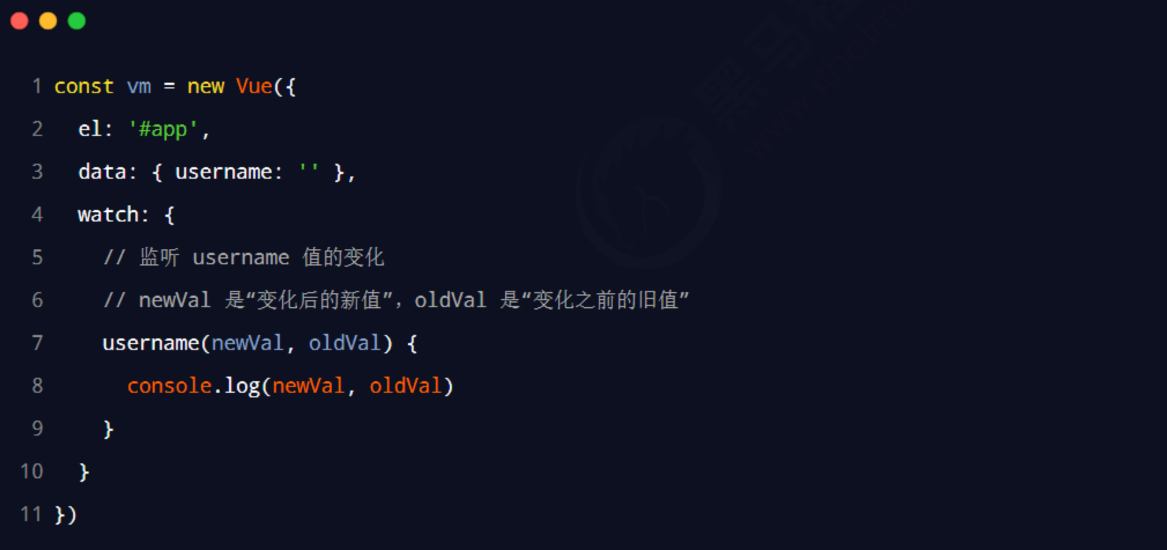 1 const vm = new Vue({
2 el: '#app',
3 data: { username: '' },
4 watch: {
5 // 监听 username 值的变化
6 // newVal 是“变化后的新值”，oldVal 是“变化之前的旧值”
7 username(newVal, oldVal) {
8 console.log(newVal, oldVal)
9 }
10 }
11 })